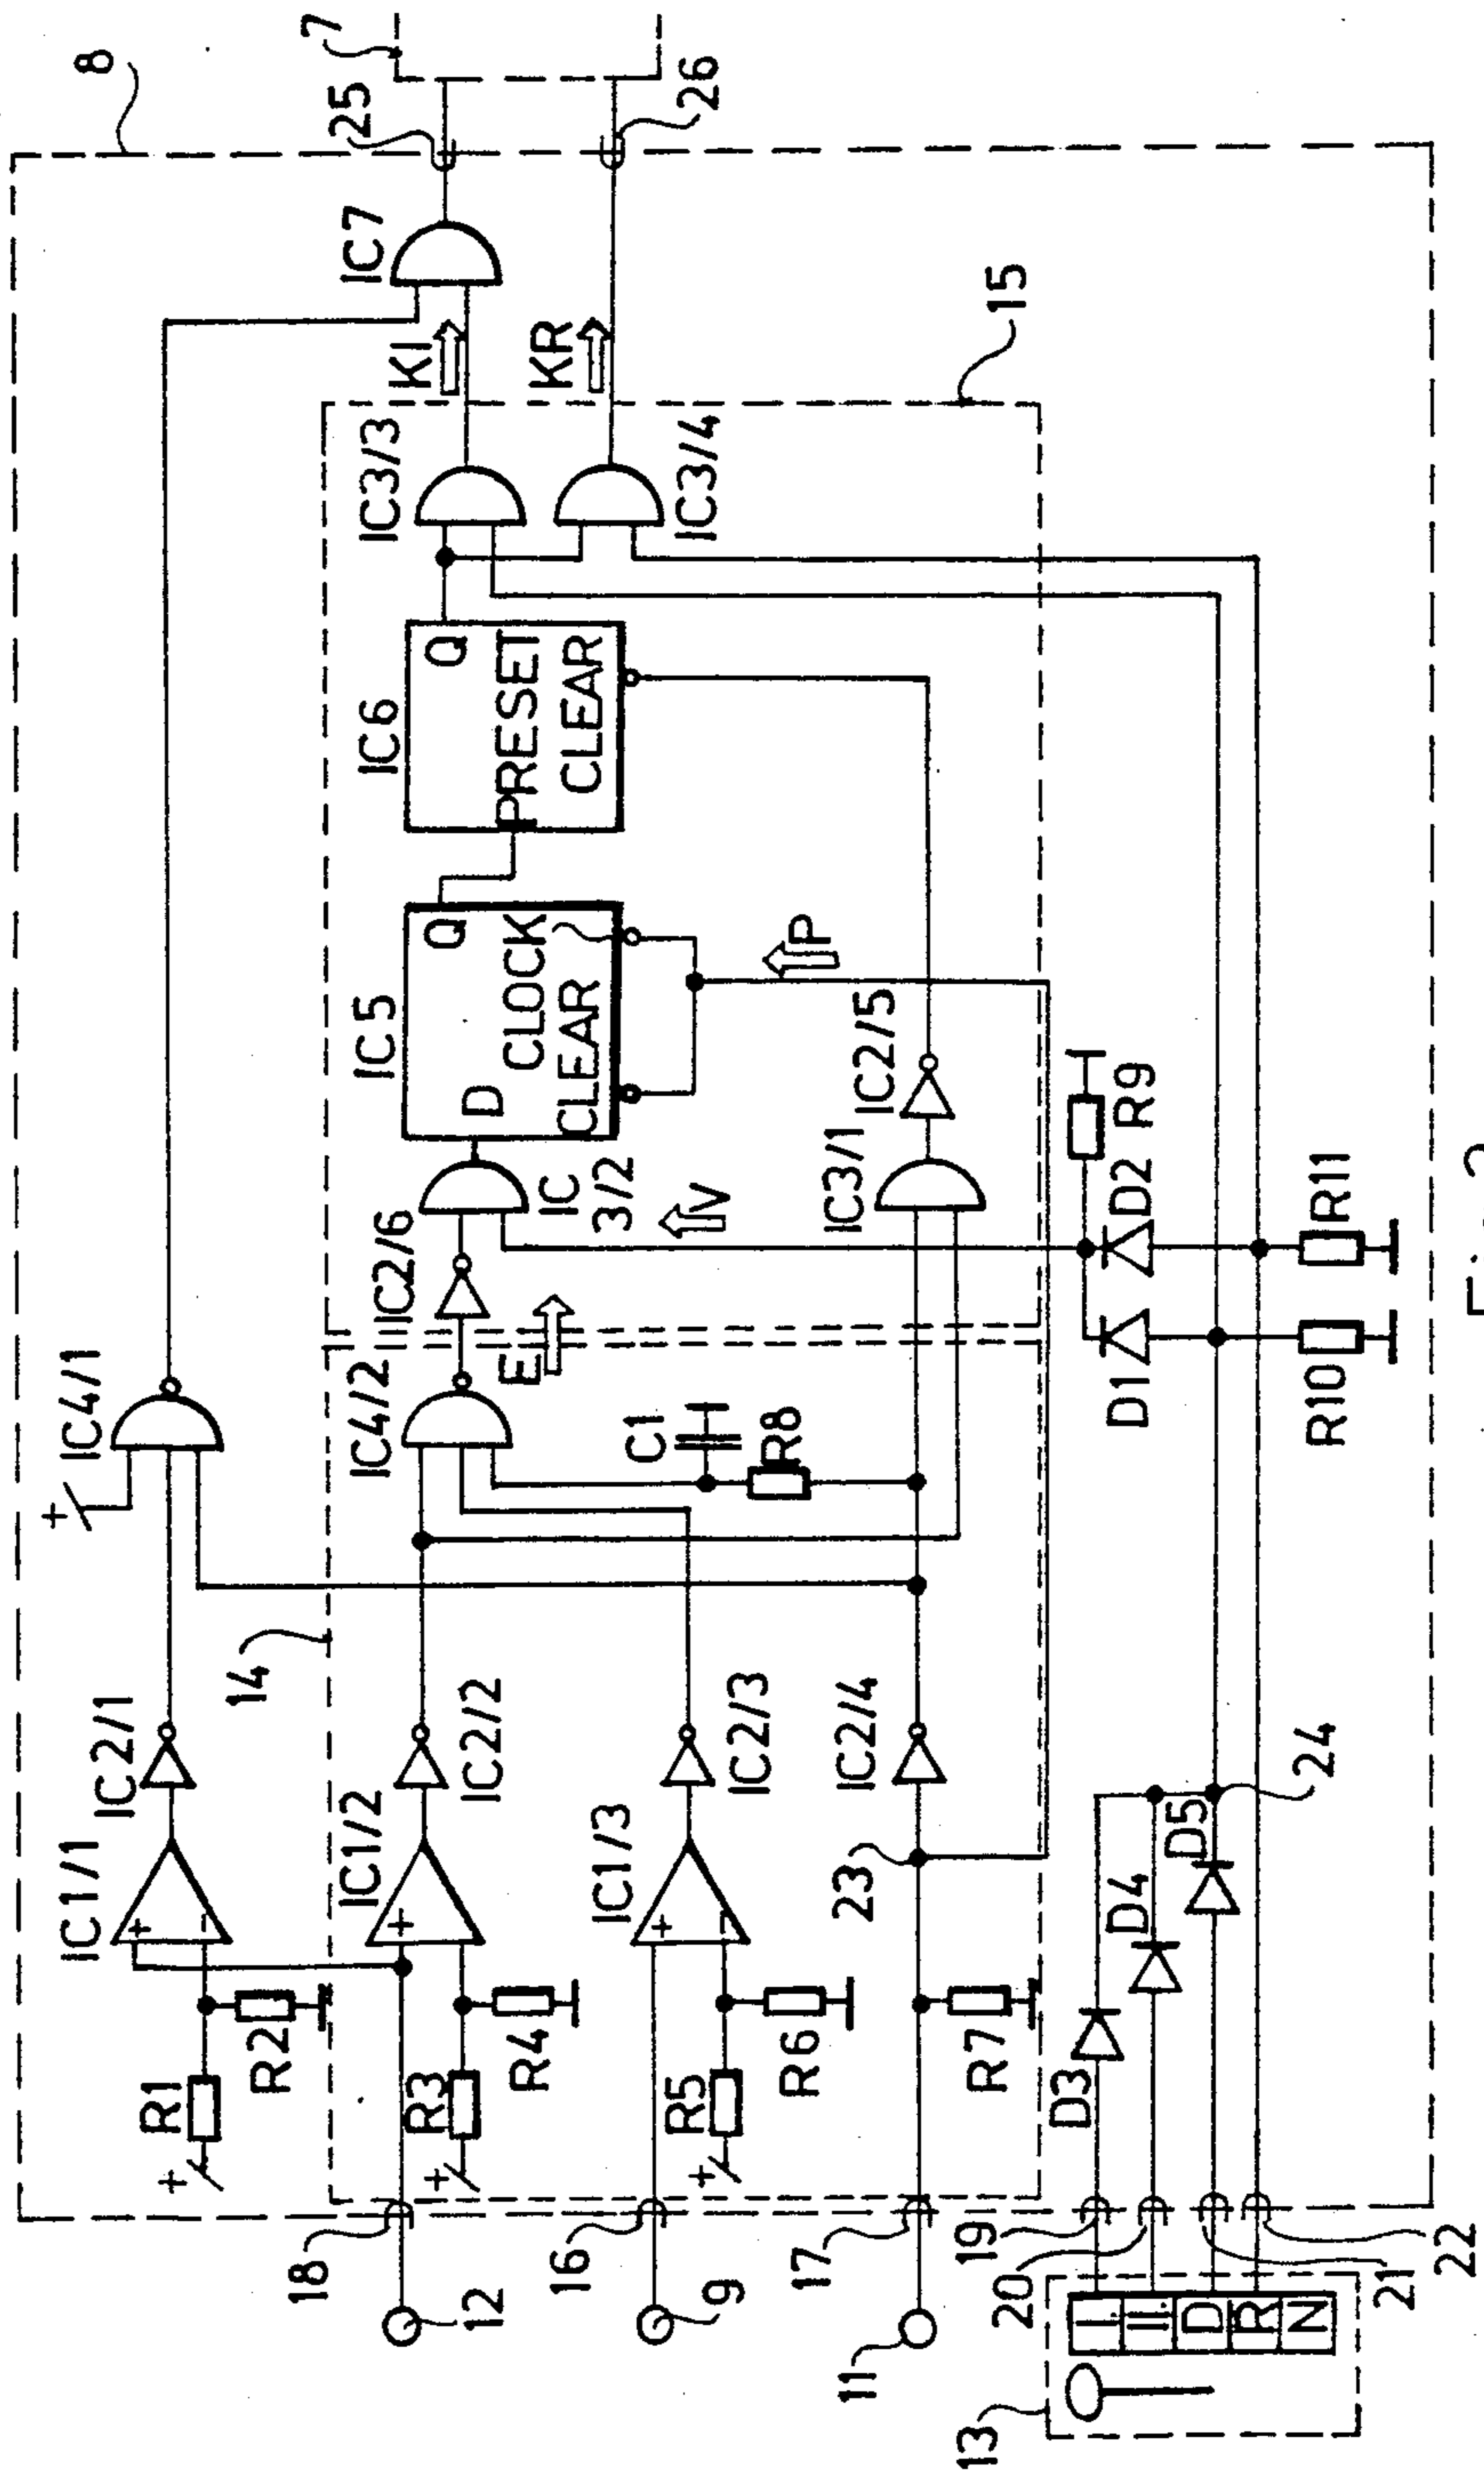 8
7
25
26
IC4/1
IC7
IC2/1
IC1/1
+
+
-
R1
R2
+
14
IC4/2
IC2/6
E
IC5
D
Q
CLOCK
CLEAR
IC6
Q
PRESET
CLEAR
IC3/3
KI
KR
IC3/4
15
IC
3/2
V
P
IC2/2
IC1/2
+
R3
R4
+
18
12
C1
R8
IC3/1
IC2/5
IC2/3
IC1/3
+
-
R5
R6
+
16
9
IC2/4
23
R7
17
11
D1
D2
R9
R10
R11
D3
D4
D5
24
19
20
21
22
13
I.
II.
D
R
N